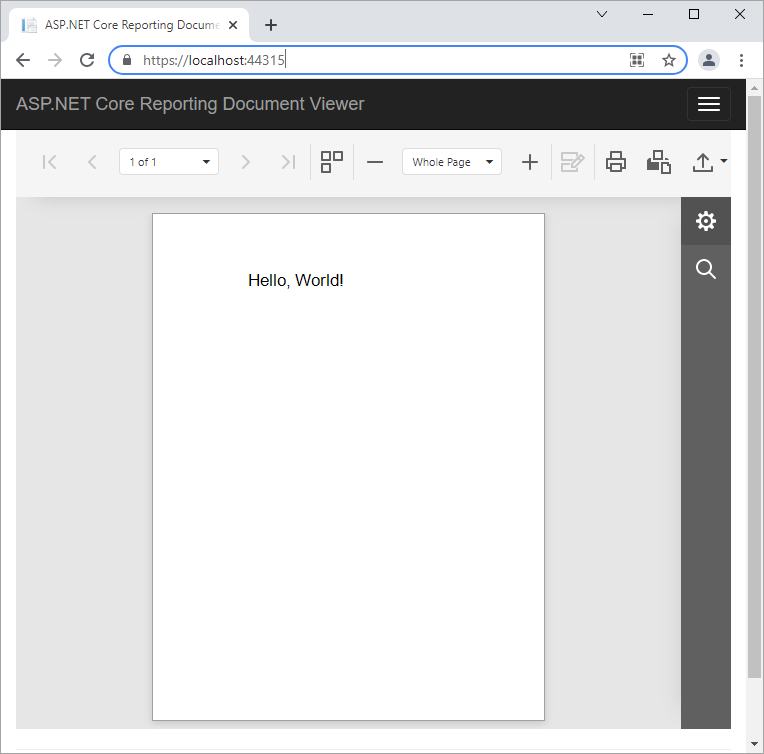 ASP.NET Core Reporting Docume
https://localhost:44315
ASP.NET Core Reporting Document Viewer
1 of 1
Whole Page
Hello, World!